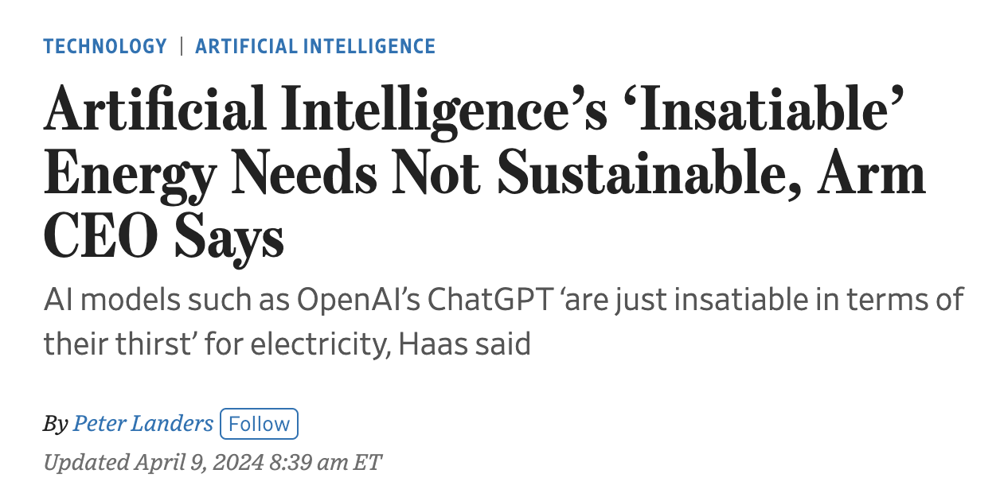 TECHNOLOGY | ARTIFICIAL INTELLIGENCE
Artificial Intelligence’s ‘Insatiable’
Energy Needs Not Sustainable, Arm
CEO Says
AI models such as OpenAI’s ChatGPT ‘are just insatiable in terms of
their thirst’ for electricity, Haas said
By Peter Landers Follow
Updated April 9, 2024 8:39 am ET